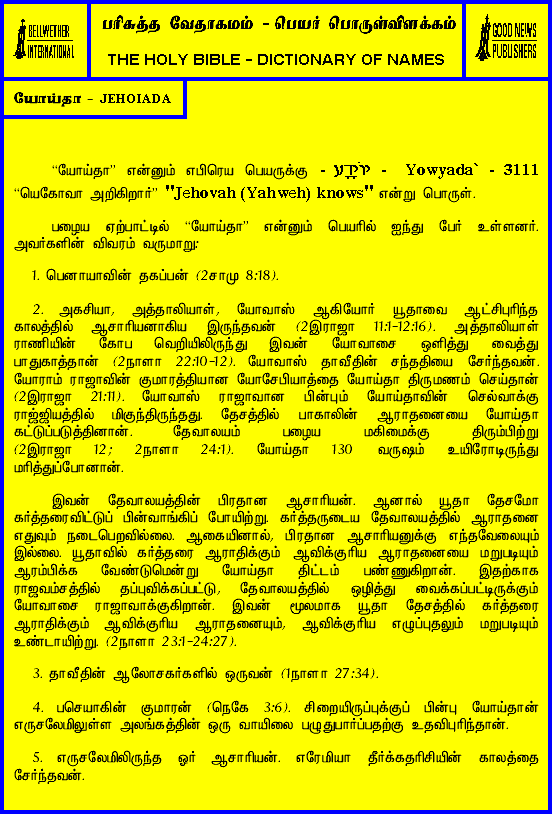 BELLWETHER
INTERNATIONAL
பரிசுத்த வேதாகமம் - பெயர் பொருள்விளக்கம்
THE HOLY BIBLE - DICTIONARY OF NAMES
GOOD NEWS
PUBLISHERS
யோய்தா - JEHOIADA
“யோய்தா” என்னும் எபிரெய பெயருக்கு - יוֹיָדָע - Yowyada` - 3111
“யெகோவா அறிகிறார்” "Jehovah (Yahweh) knows" என்று பொருள்.
பழைய ஏற்பாட்டில் “யோய்தா” என்னும் பெயரில் ஐந்து பேர் உள்ளனர்.
அவர்களின் விவரம் வருமாறு:
1. பெனாயாவின் தகப்பன் (2சாமு 8:18).
2. அகசியா, அத்தாலியாள், யோவாஸ் ஆகியோர் யூதாவை ஆட்சிபுரிந்த
காலத்தில் ஆசாரியனாகிய இருந்தவன் (2இராஜா 11:1-12:16). அத்தாலியாள்
ராணியின் கோப வெறியிலிருந்து இவன் யோவாசை ஒளித்து வைத்து
பாதுகாத்தான் (2நாளா 22:10-12). யோவாஸ் தாவீதின் சந்ததியை சேர்ந்தவன்.
யோராம் ராஜாவின் குமாரத்தியான யோசேபியாத்தை யோய்தா திருமணம் செய்தான்
(2இராஜா 21:11). யோவாஸ் ராஜாவான பின்பும் யோய்தாவின் செல்வாக்கு
ராஜ்ஜியத்தில் மிகுந்திருந்தது. தேசத்தில் பாகாலின் ஆராதனையை யோய்தா
கட்டுப்படுத்தினான். தேவாலயம் பழைய மகிமைக்கு திரும்பிற்று
(2இராஜா 12; 2நாளா 24:1). யோய்தா 130 வருஷம் உயிரோடிருந்து
மரித்துப்போனான்.
இவன் தேவாலயத்தின் பிரதான ஆசாரியன். ஆனால் யூதா தேசமோ
கர்த்தரைவிட்டுப் பின்வாங்கிப் போயிற்று. கர்த்தருடைய தேவாலயத்தில் ஆராதனை
எதுவும் நடைபெறவில்லை. ஆகையினால், பிரதான ஆசாரியனுக்கு எந்தவேலையும்
இல்லை. யூதாவில் கர்த்தரை ஆராதிக்கும் ஆவிக்குரிய ஆராதனையை மறுபடியும்
ஆரம்பிக்க வேண்டுமென்று யோய்தா திட்டம் பண்ணுகிறான். இதற்காக
ராஜவம்சத்தில் தப்புவிக்கப்பட்டு, தேவாலயத்தில் ஒழித்து வைக்கப்பட்டிருக்கும்
யோவாசை ராஜாவாக்குகிறான். இவன் மூலமாக யூதா தேசத்தில் கர்த்தரை
ஆராதிக்கும் ஆவிக்குரிய ஆராதனையும், ஆவிக்குரிய எழுப்புதலும் மறுபடியும்
உண்டாயிற்று. (2நாளா 23:1-24:27).
3. தாவீதின் ஆலோசகர்களில் ஒருவன் (1நாளா 27:34).
4. பசெயாகின் குமாரன் (நெகே 3:6). சிறையிருப்புக்குப் பின்பு யோய்தான்
எருசலேமிலுள்ள அலங்கத்தின் ஒரு வாயிலை பழுதுபார்ப்பதற்கு உதவிபுரிந்தான்.
5. எருசலேமிலிருந்த ஓர் ஆசாரியன். எரேமியா தீர்க்கதரிசியின் காலத்தை
சேர்ந்தவன்.